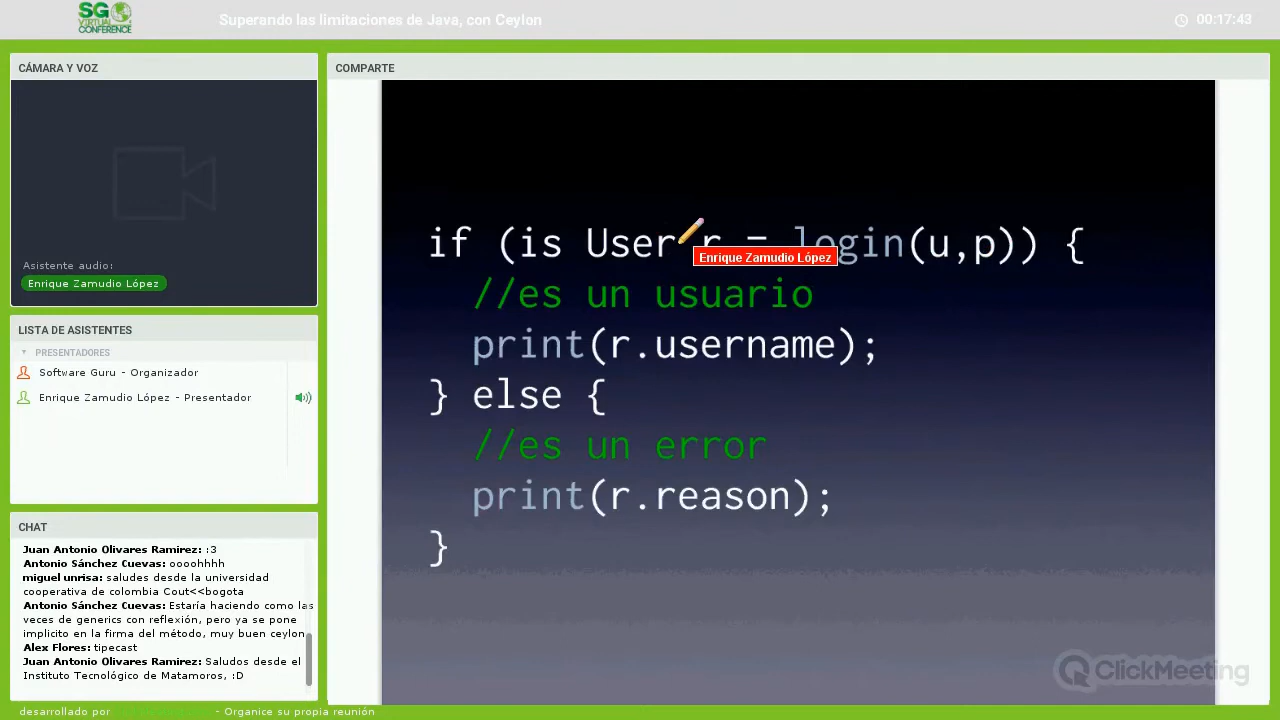 SG
VIRTUAL
CONFERENCE
Superando las limitaciones de Java, con Ceylon
00:17:43
CÁMARA Y VOZ
Asistente audio:
Enrique Zamudio López
LISTA DE ASISTENTES
PRESENTADORES
Software Guru - Organizador
Enrique Zamudio López - Presentador
CHAT
Juan Antonio Olivares Ramirez: :3
Antonio Sánchez Cuevas: oooohhhh
miguel unrisa: saludes desde la universidad
cooperativa de colombia Cout<<bogota
Antonio Sánchez Cuevas: Estaría haciendo como las
veces de generics con reflexión, pero ya se pone
implicito en la firma del método, muy buen ceylon
Alex Flores: tipecast
Juan Antonio Olivares Ramirez: Saludos desde el
Instituto Tecnológico de Matamoros, :D
desarrollado por - Organice su propia reunión
COMPARTE
if (is User r = login(u,p)) {
Enrique Zamudio López
//es un usuario
print(r.username);
} else {
//es un error
print(r.reason);
}
ClickMeeting